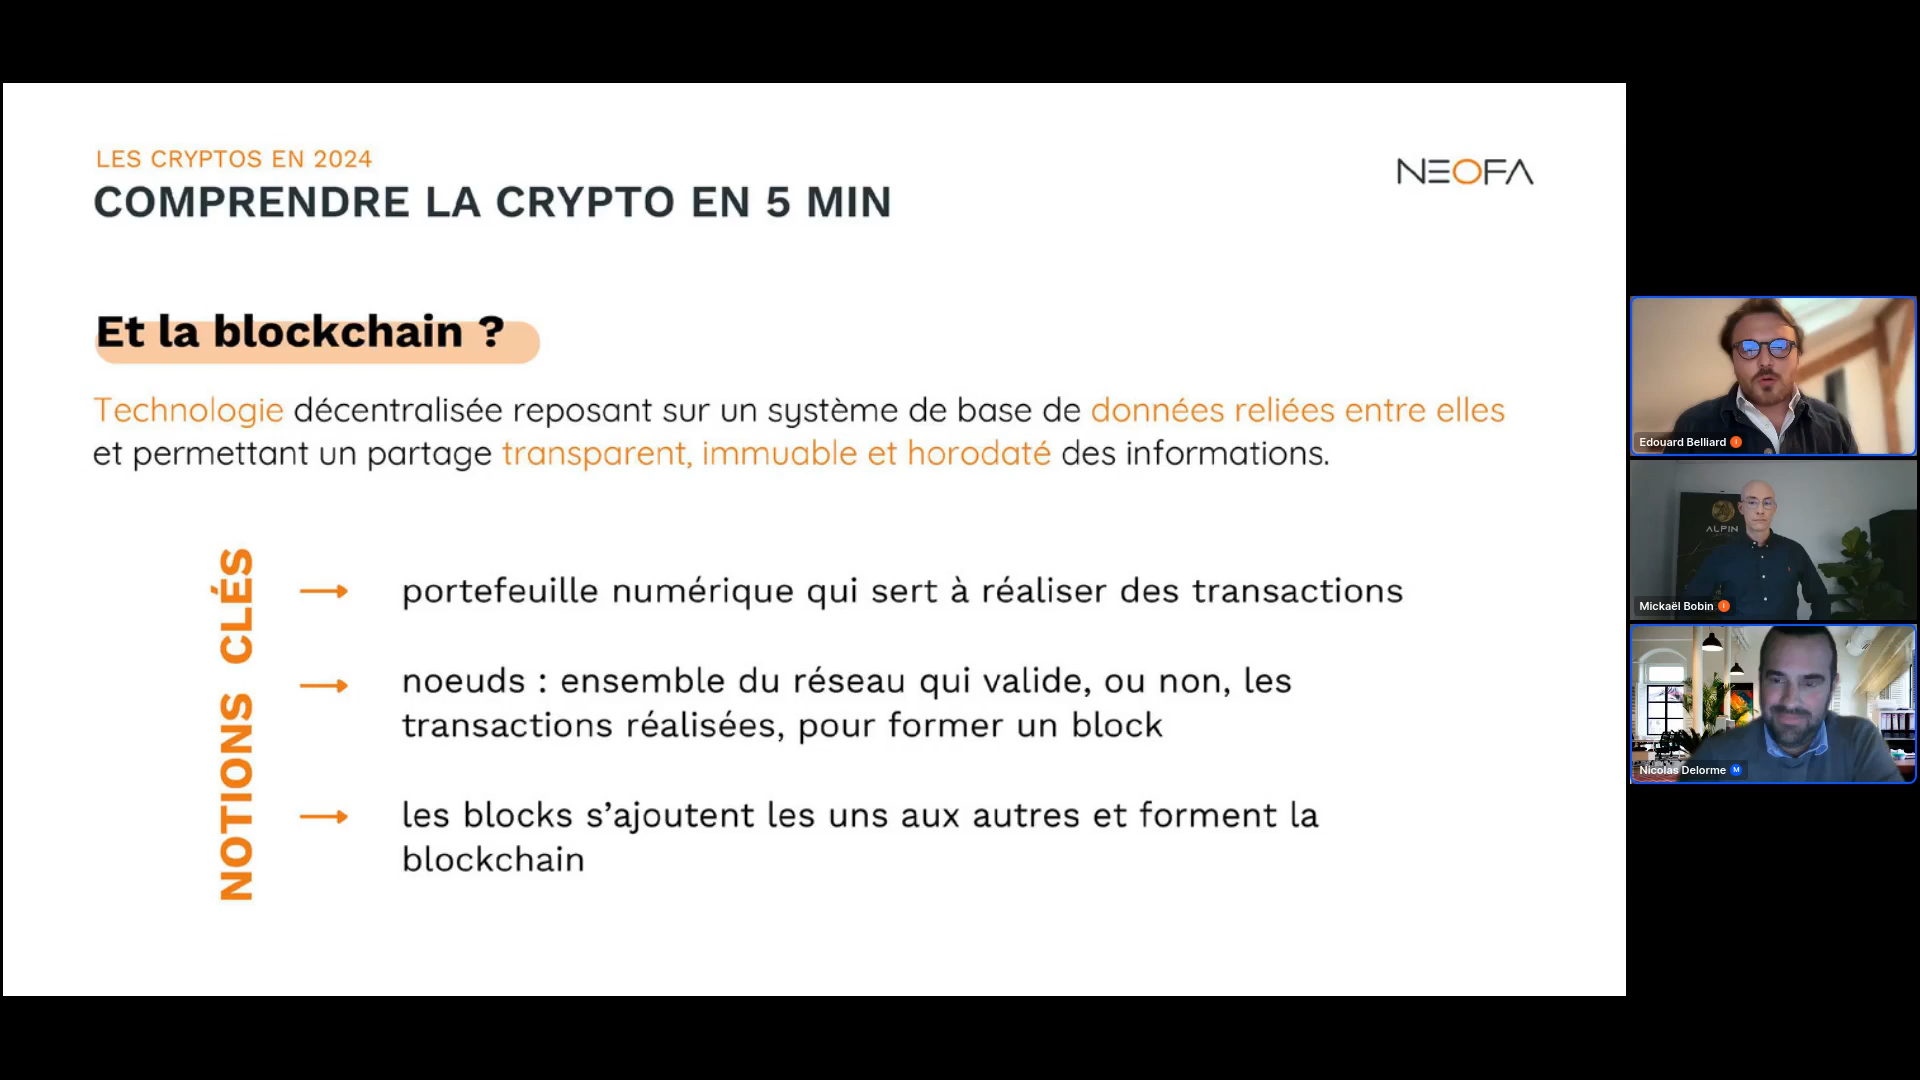 LES CRYPTOS EN 2024
COMPRENDRE LA CRYPTO EN 5 MIN
NEOFA
Et la blockchain ?
Technologie décentralisée reposant sur un système de base de données reliées entre elles
et permettant un partage transparent, immuable et horodaté des informations.
NOTIONS CLÉS
portefeuille numérique qui sert à réaliser des transactions
noeuds : ensemble du réseau qui valide, ou non, les
transactions réalisées, pour former un block
les blocks s’ajoutent les uns aux autres et forment la
blockchain
Edouard Belliard I
ALPIN
Mickaël Bobin I
Nicolas Delorme M